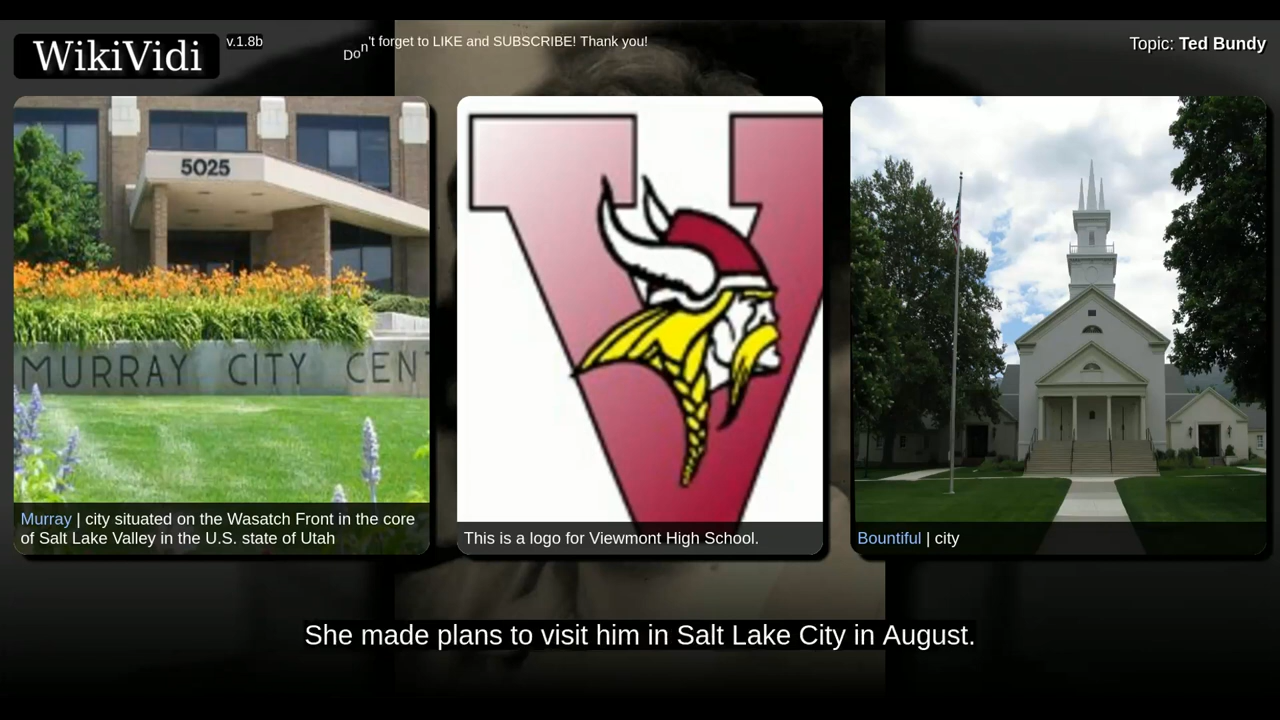 WikiVidi
v.1.8b
Don't forget to LIKE and SUBSCRIBE! Thank you!
Topic: Ted Bundy
5025
MURRAY CITY CEN
Murray | city situated on the Wasatch Front in the core
of Salt Lake Valley in the U.S. state of Utah
V
This is a logo for Viewmont High School.
Bountiful | city
She made plans to visit him in Salt Lake City in August.